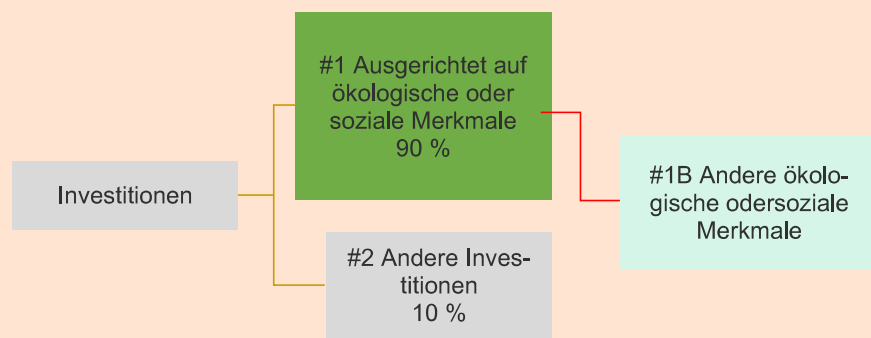 #1 Ausgerichtet auf
ökologische oder
soziale Merkmale
90 %
Investitionen
#1B Andere ökolo-
gische odersoziale
Merkmale
#2 Andere Inves-
titionen
10 %